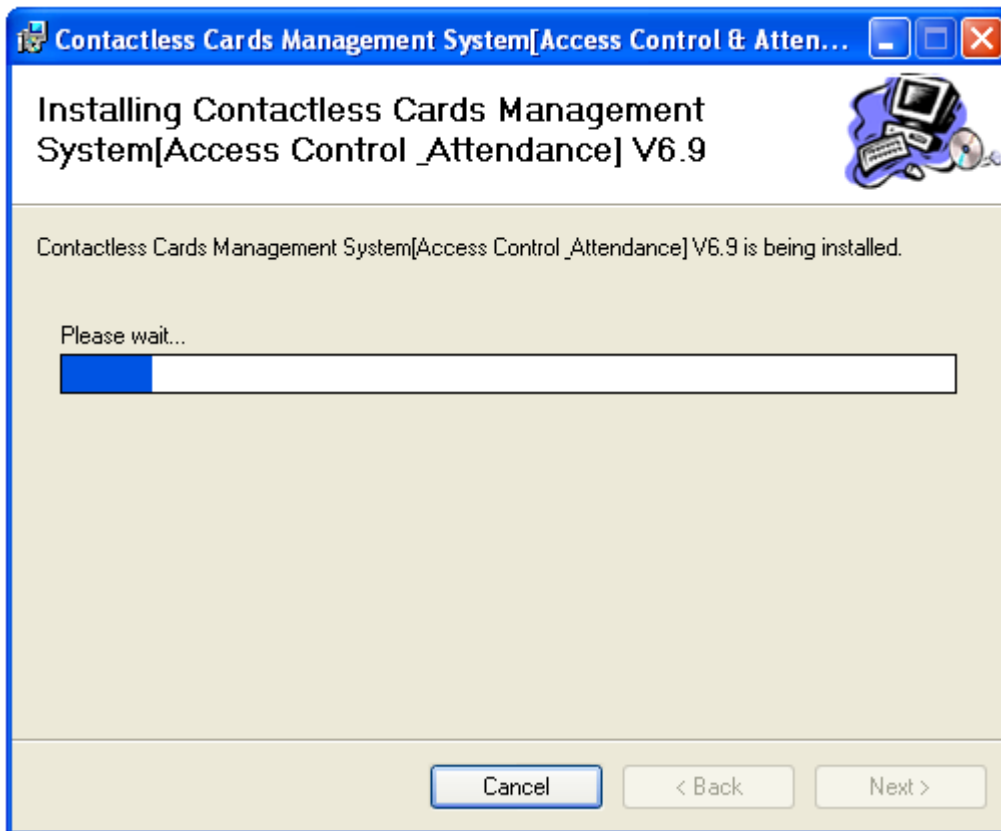 Contactless Cards Management System[Access Control & Atten...
Installing Contactless Cards Management
System[Access Control _Attendance] V6.9
Contactless Cards Management System[Access Control _Attendance] V6.9 is being installed.
Please wait...
Cancel
< Back
Next >